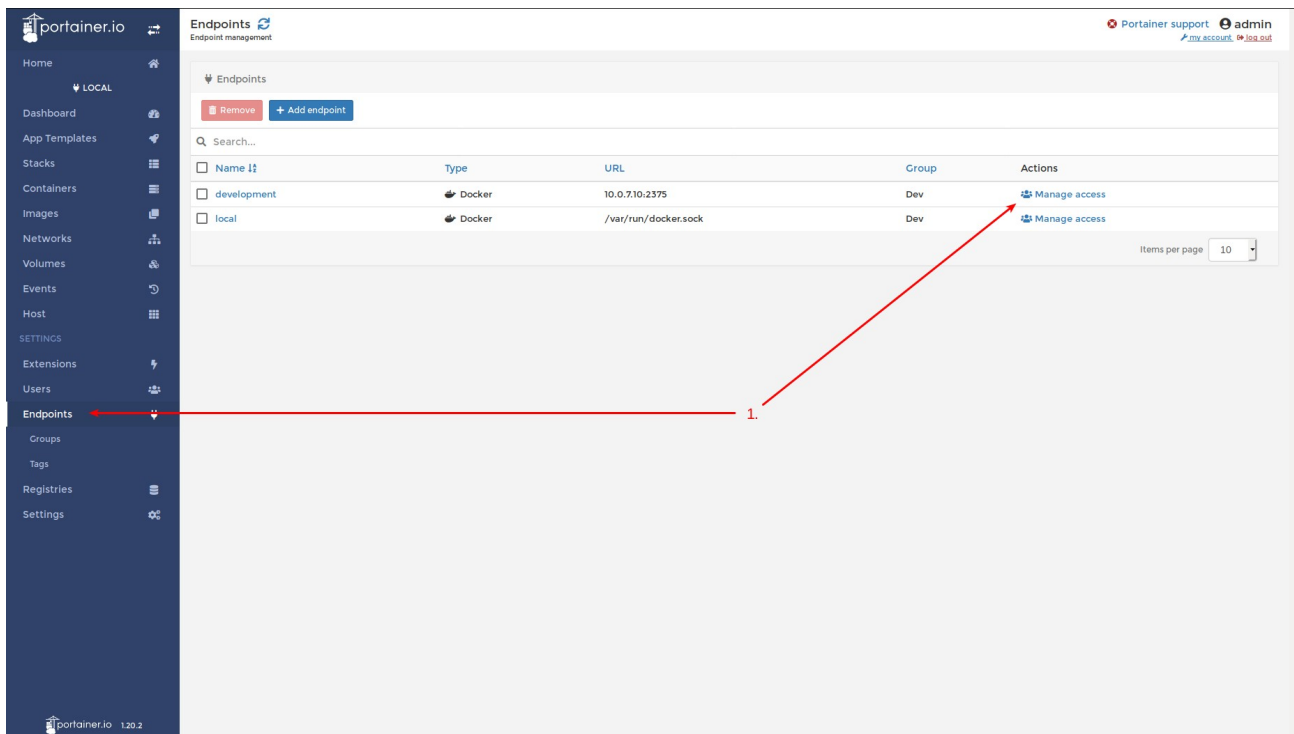 portainer.io
Endpoints
Endpoint management
Portainer support admin
my account log out
Home
LOCAL
Dashboard
App Templates
Stacks
Containers
Images
Networks
Volumes
Events
Host
SETTINGS
Extensions
Users
Endpoints
Groups
Tags
Registries
Settings
portainer.io 1.20.2
Endpoints
Remove + Add endpoint
Search...
Name Type URL Group Actions
development Docker 10.0.7.10:2375 Dev Manage access
local Docker /var/run/docker.sock Dev Manage access
Items per page 10
1.